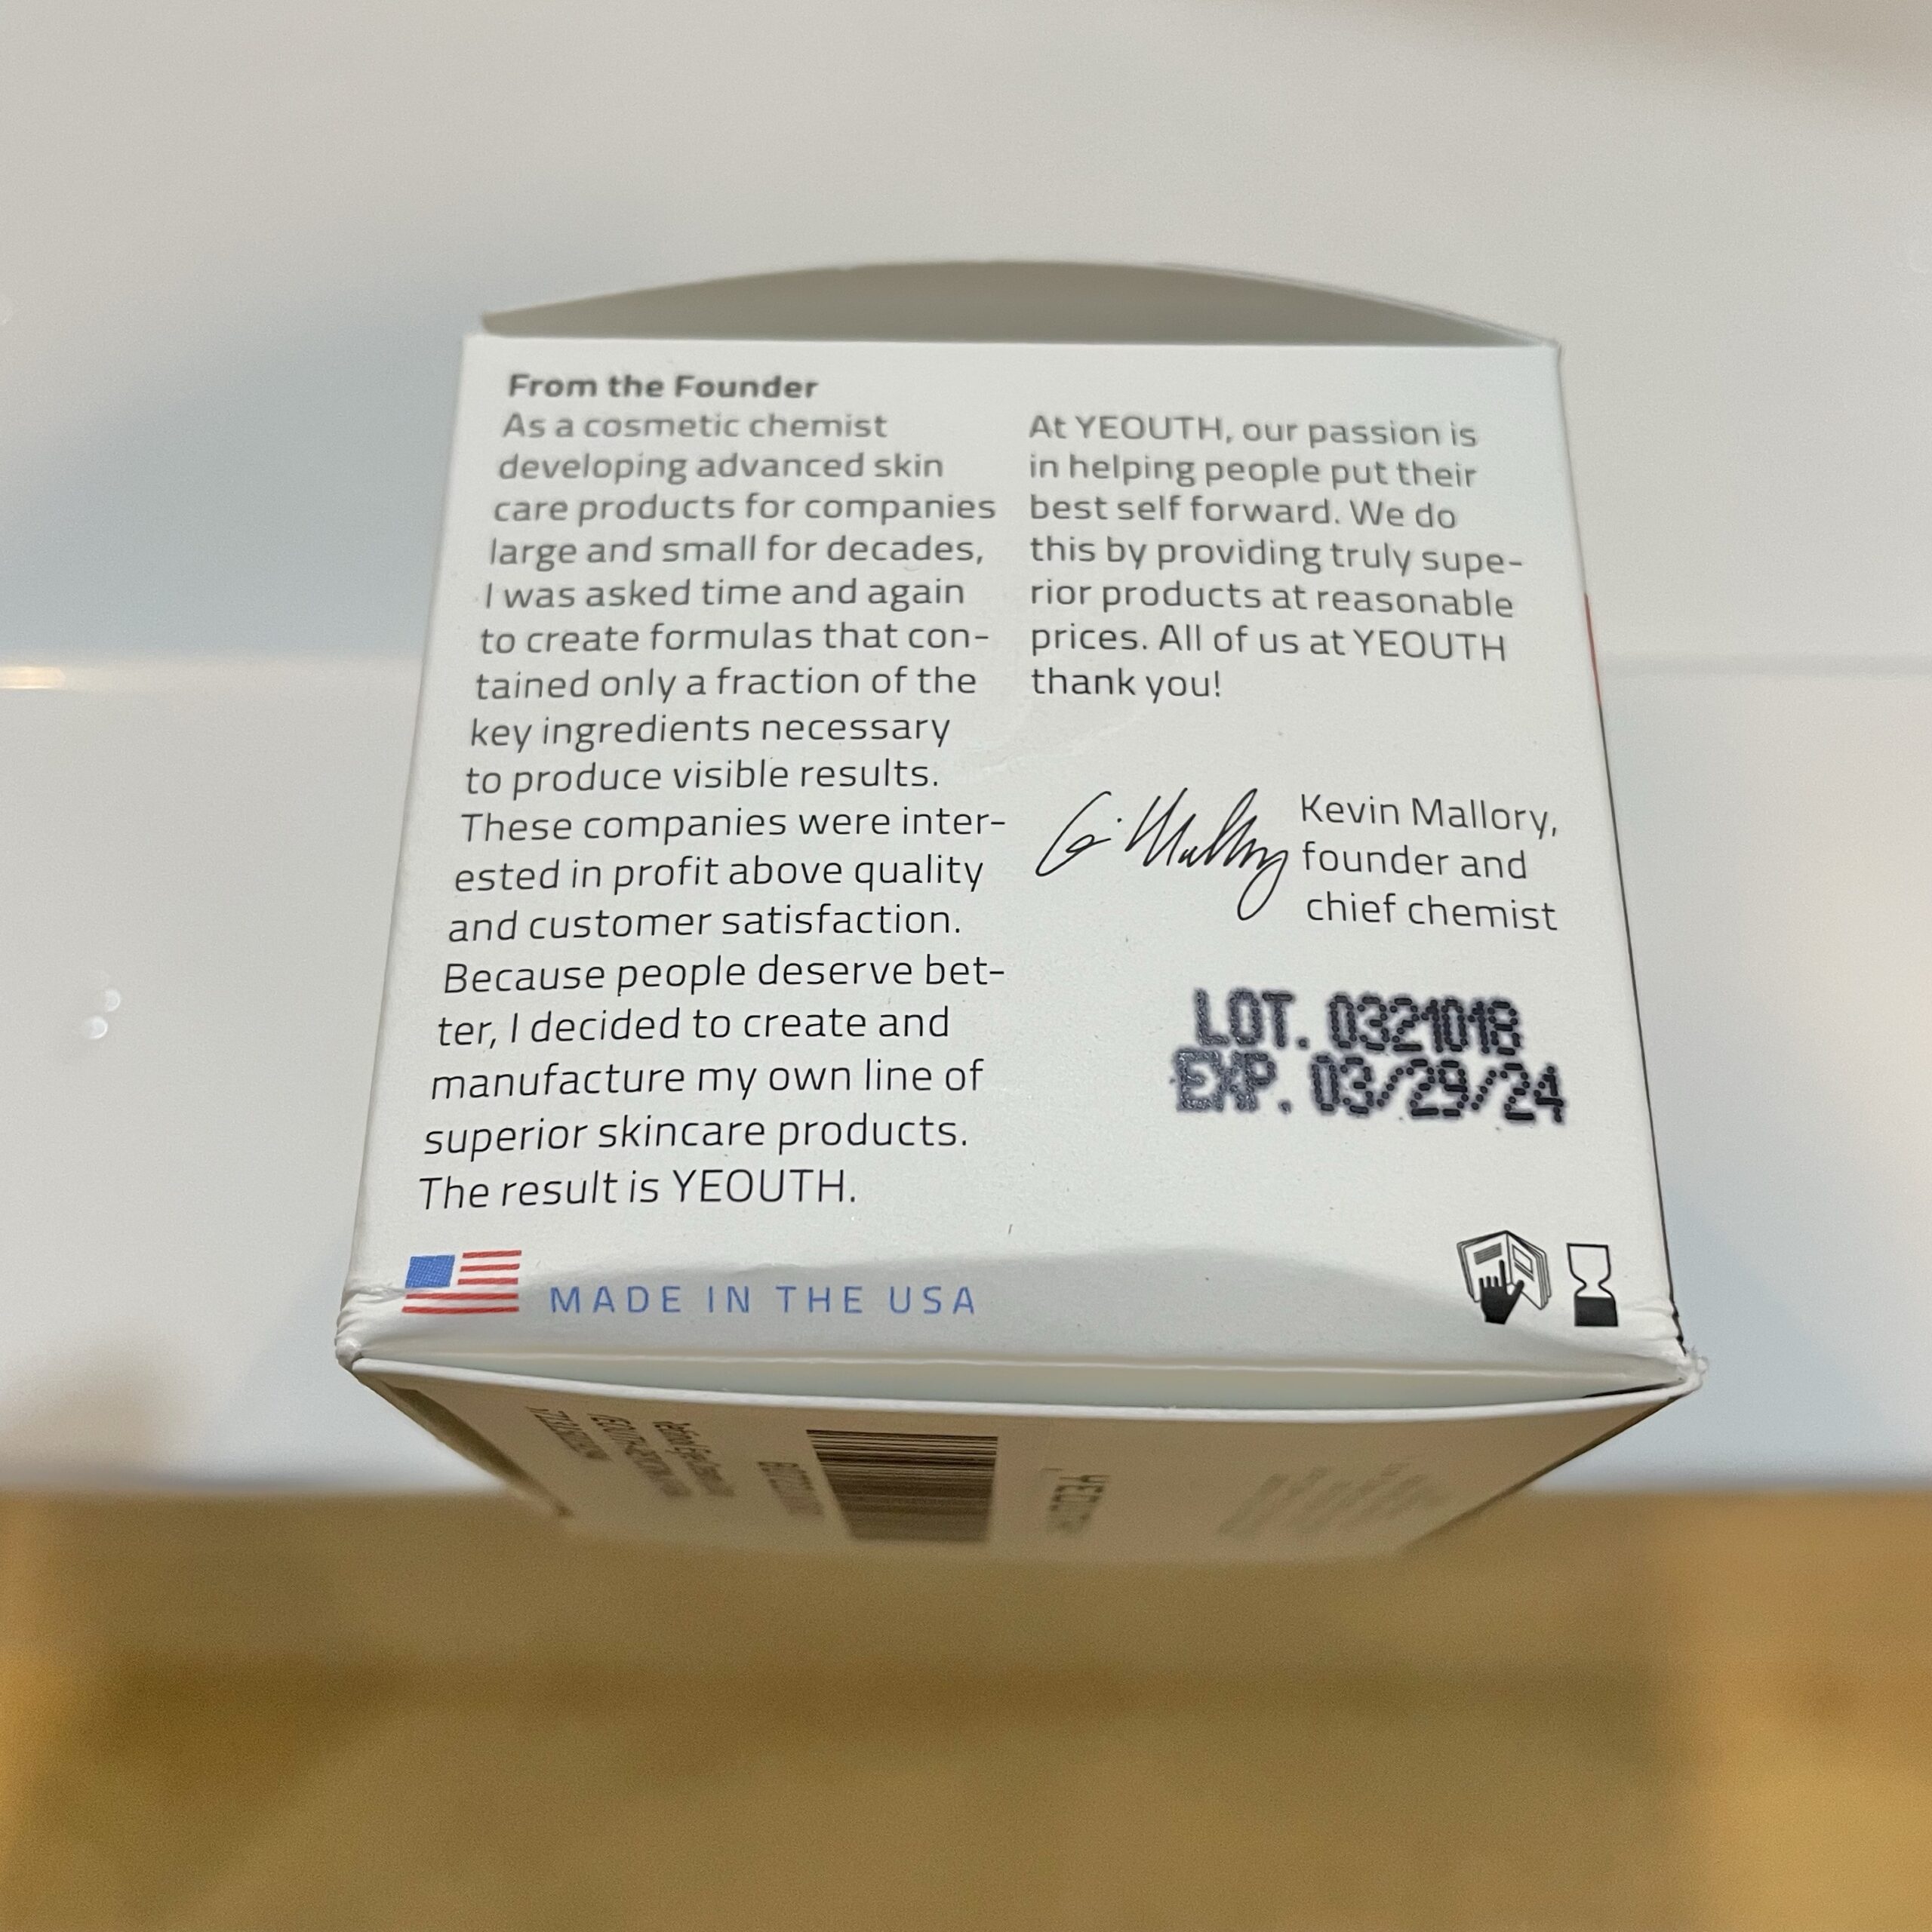 From the Founder
As a cosmetic chemist
developing advanced skin
care products for companies
large and small for decades,
I was asked time and again
to create formulas that con-
tained only a fraction of the
key ingredients necessary
to produce visible results.
These companies were inter-
ested in profit above quality
and customer satisfaction.
Because people deserve bet-
ter, I decided to create and
manufacture my own line of
superior skincare products.
The result is YEOUTH.
At YEOUTH, our passion is
in helping people put their
best self forward. We do
this by providing truly supe-
rior products at reasonable
prices. All of us at YEOUTH
thank you!
Kevin Mallory,
founder and
chief chemist
LOT. 0321018
EXP. 03/29/24
MADE IN THE USA